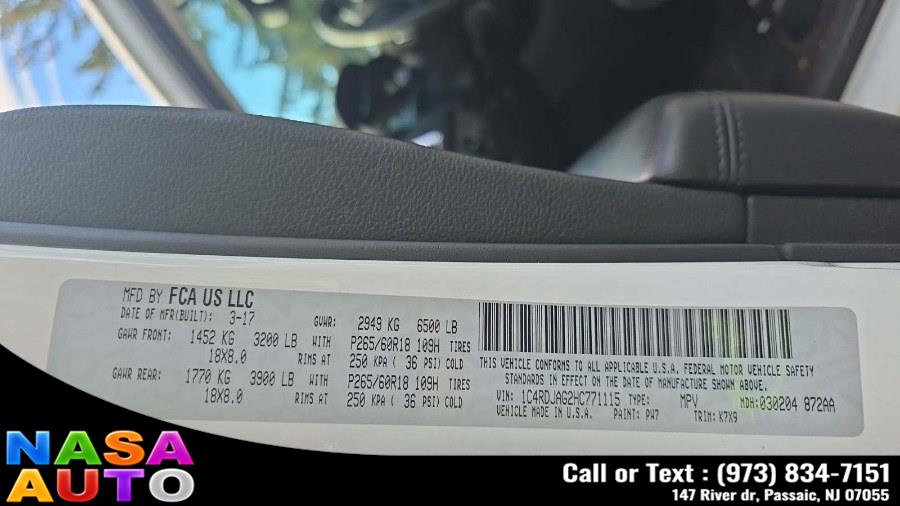 MFD BY FCA US LLC
DATE OF MFR(BUILT): 3-17 GVWR: 2949 KG 6500 LB
GAWR FRONT: 1452 KG 3200 LB WITH P265/60R18 109H TIRES
18X8.0 RIMS AT 250 KPA ( 36 PSI) COLD
GAWR REAR: 1770 KG 3900 LB WITH P265/60R18 109H TIRES
18X8.0 RIMS AT 250 KPA ( 36 PSI) COLD
THIS VEHICLE CONFORMS TO ALL APPLICABLE U.S.A. FEDERAL MOTOR VEHICLE SAFETY
STANDARDS IN EFFECT ON THE DATE OF MANUFACTURE SHOWN ABOVE.
VIN: 1C4RDJAG2HC771115 TYPE: MPV MDH: 030204 872AA
VEHICLE MADE IN U.S.A. PAINT: PW7 TRIM: K7X9
NASA
AUTO
Call or Text : (973) 834-7151
147 River dr, Passaic, NJ 07055